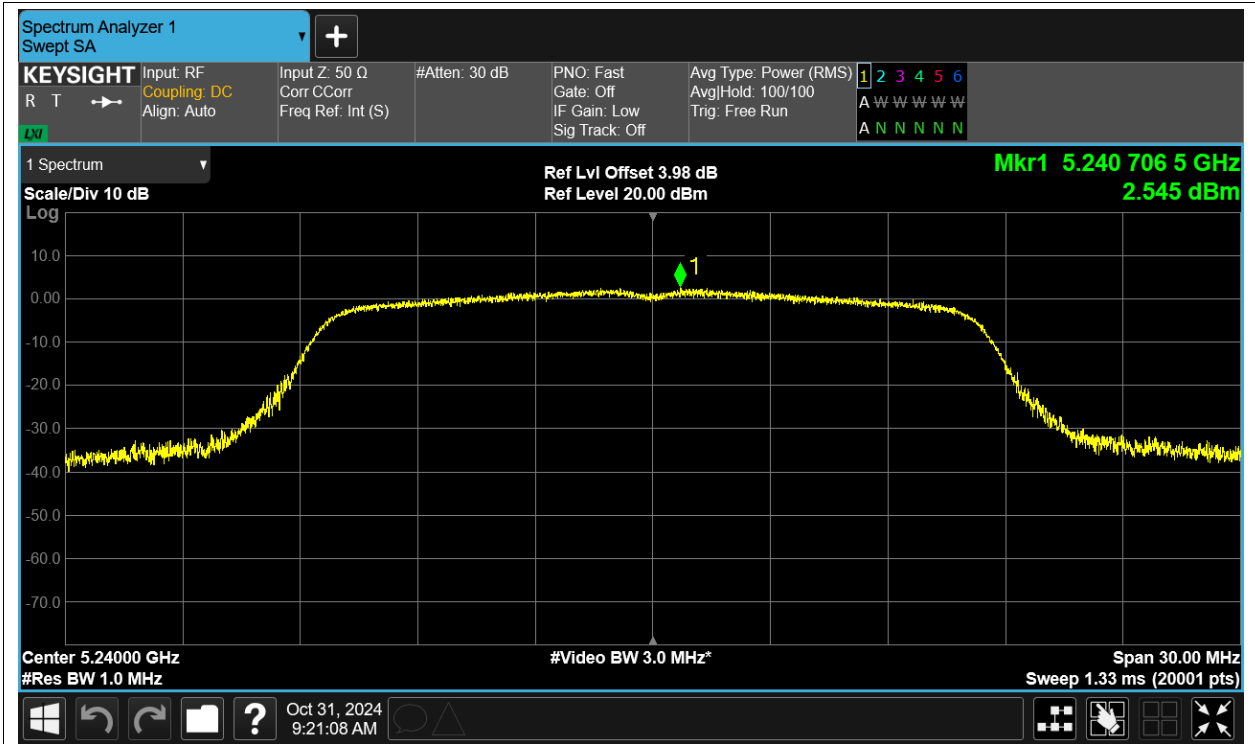 Spectrum Analyzer 1
Swept SA
KEYSIGHT
R T
LXI
Input: RF
Coupling: DC
Align: Auto
Input Z: 50 Ω
Corr CCorr
Freq Ref: Int (S)
#Atten: 30 dB
PNO: Fast
Gate: Off
IF Gain: Low
Sig Track: Off
Avg Type: Power (RMS)
Avg|Hold: 100/100
Trig: Free Run
1 2 3 4 5 6
A W W W W W
A N N N N N
1 Spectrum
Scale/Div 10 dB
Log
Ref Lvl Offset 3.98 dB
Ref Level 20.00 dBm
Mkr1 5.240 706 5 GHz
2.545 dBm
1
10.0
0.00
-10.0
-20.0
-30.0
-40.0
-50.0
-60.0
-70.0
Center 5.24000 GHz
#Res BW 1.0 MHz
#Video BW 3.0 MHz*
Span 30.00 MHz
Sweep 1.33 ms (20001 pts)
?
Oct 31, 2024
9:21:08 AM